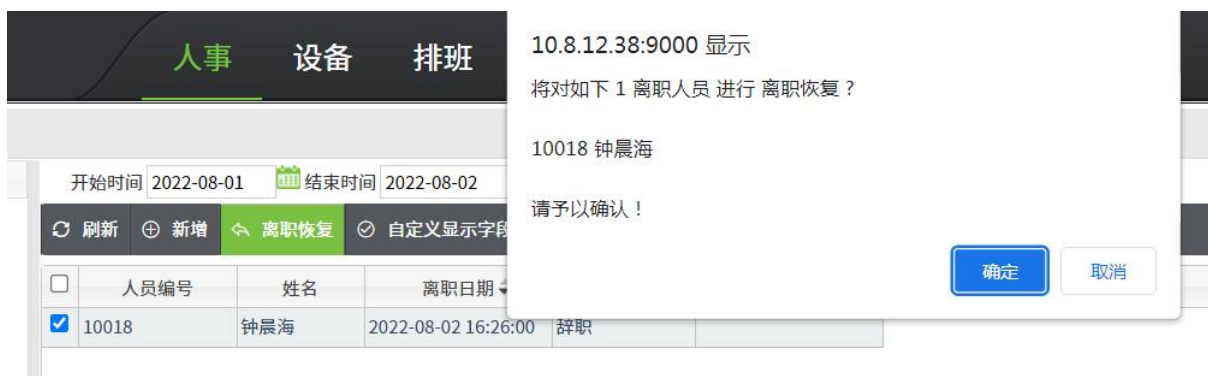 人事 设备 排班
10.8.12.38:9000 显示
将对如下 1 离职人员 进行 离职恢复？
10018 钟晨海
请予以确认！
确定 取消
开始时间 2022-08-01 结束时间 2022-08-02
刷新 新增 离职恢复 自定义显示字段
人员编号 姓名 离职日期
10018 钟晨海 2022-08-02 16:26:00 辞职